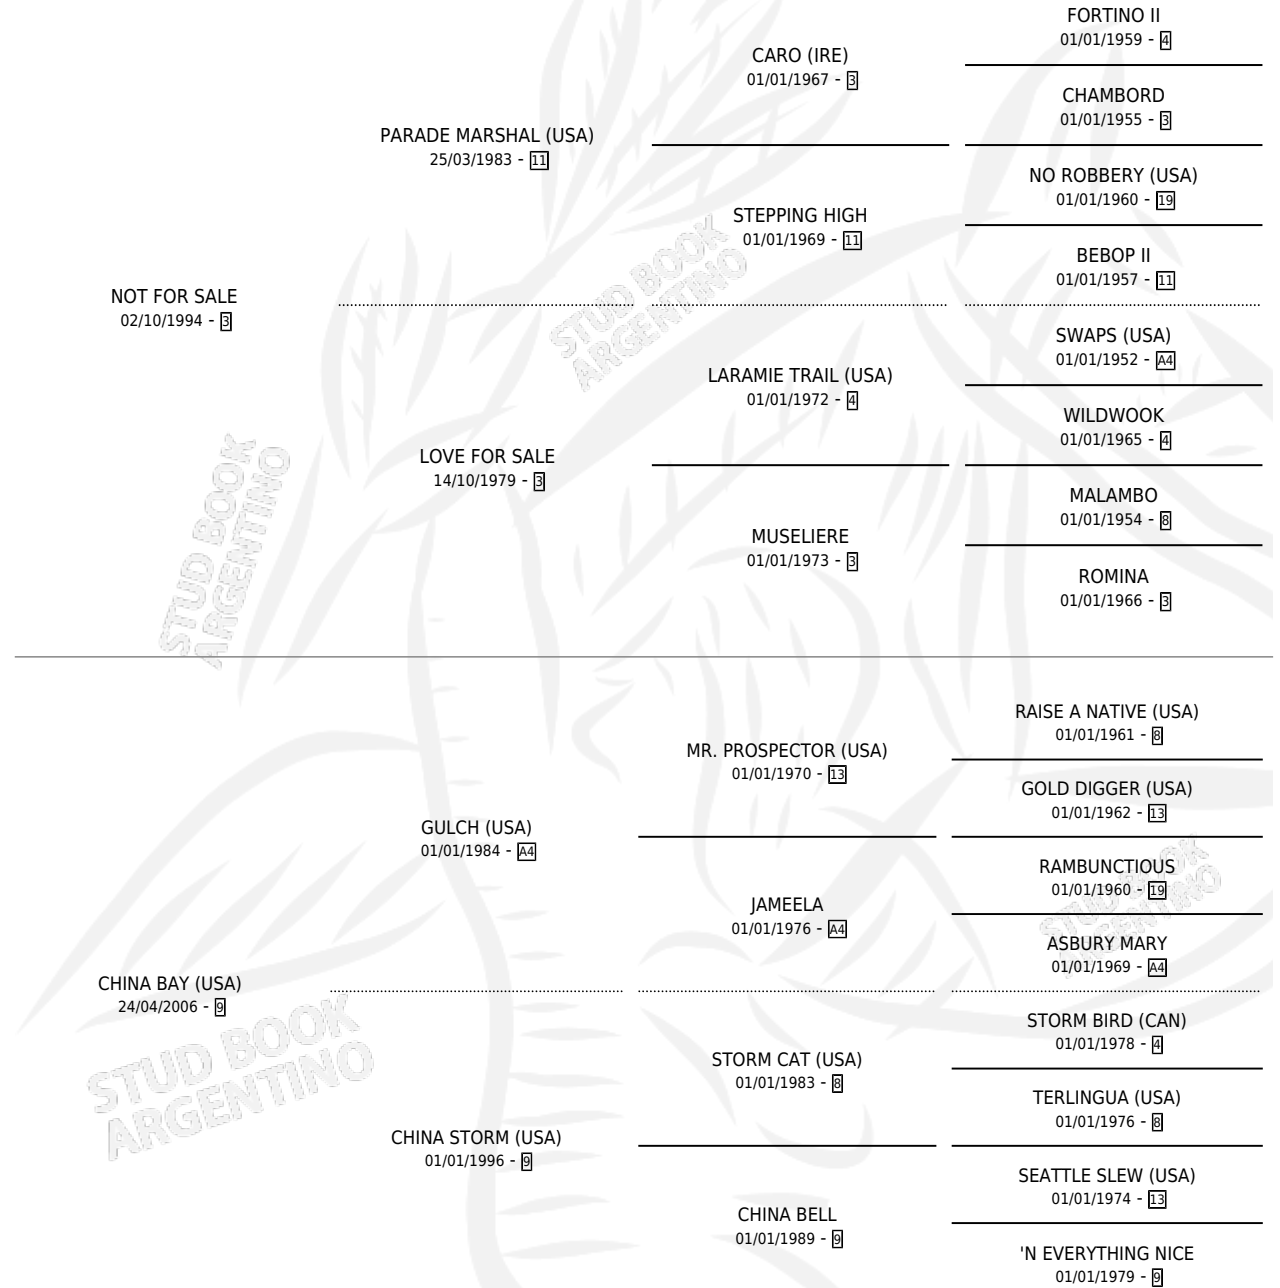 FORTINO II
01/01/1959 - 4
CARO (IRE)
01/01/1967 - 3
CHAMBORD
01/01/1955 - 3
PARADE MARSHAL (USA)
25/03/1983 - 11
NO ROBBERY (USA)
01/01/1960 - 19
STEPPING HIGH
01/01/1969 - 11
BEBOP II
01/01/1957 - 11
STUD BOOK
ARGENTINO
NOT FOR SALE
02/10/1994 - 3
SWAPS (USA)
01/01/1952 - A4
LARAMIE TRAIL (USA)
01/01/1972 - 4
WILDWOOK
01/01/1965 - 4
LOVE FOR SALE
14/10/1979 - 3
MALAMBO
01/01/1954 - 8
MUSELIERE
01/01/1973 - 3
ROMINA
01/01/1966 - 3
STUD BOOK
ARGENTINO
RAISE A NATIVE (USA)
01/01/1961 - 8
MR. PROSPECTOR (USA)
01/01/1970 - 13
GOLD DIGGER (USA)
01/01/1962 - 13
GULCH (USA)
01/01/1984 - A4
RAMBUNCTIOUS
01/01/1960 - 19
JAMEELA
01/01/1976 - A4
ASBURY MARY
01/01/1969 - A4
STUD BOOK
ARGENTINO
CHINA BAY (USA)
24/04/2006 - 9
STORM BIRD (CAN)
01/01/1978 - 4
STORM CAT (USA)
01/01/1983 - 8
TERLINGUA (USA)
01/01/1976 - 8
STUD BOOK
ARGENTINO
CHINA STORM (USA)
01/01/1996 - 9
SEATTLE SLEW (USA)
01/01/1974 - 13
CHINA BELL
01/01/1989 - 9
'N EVERYTHING NICE
01/01/1979 - 9